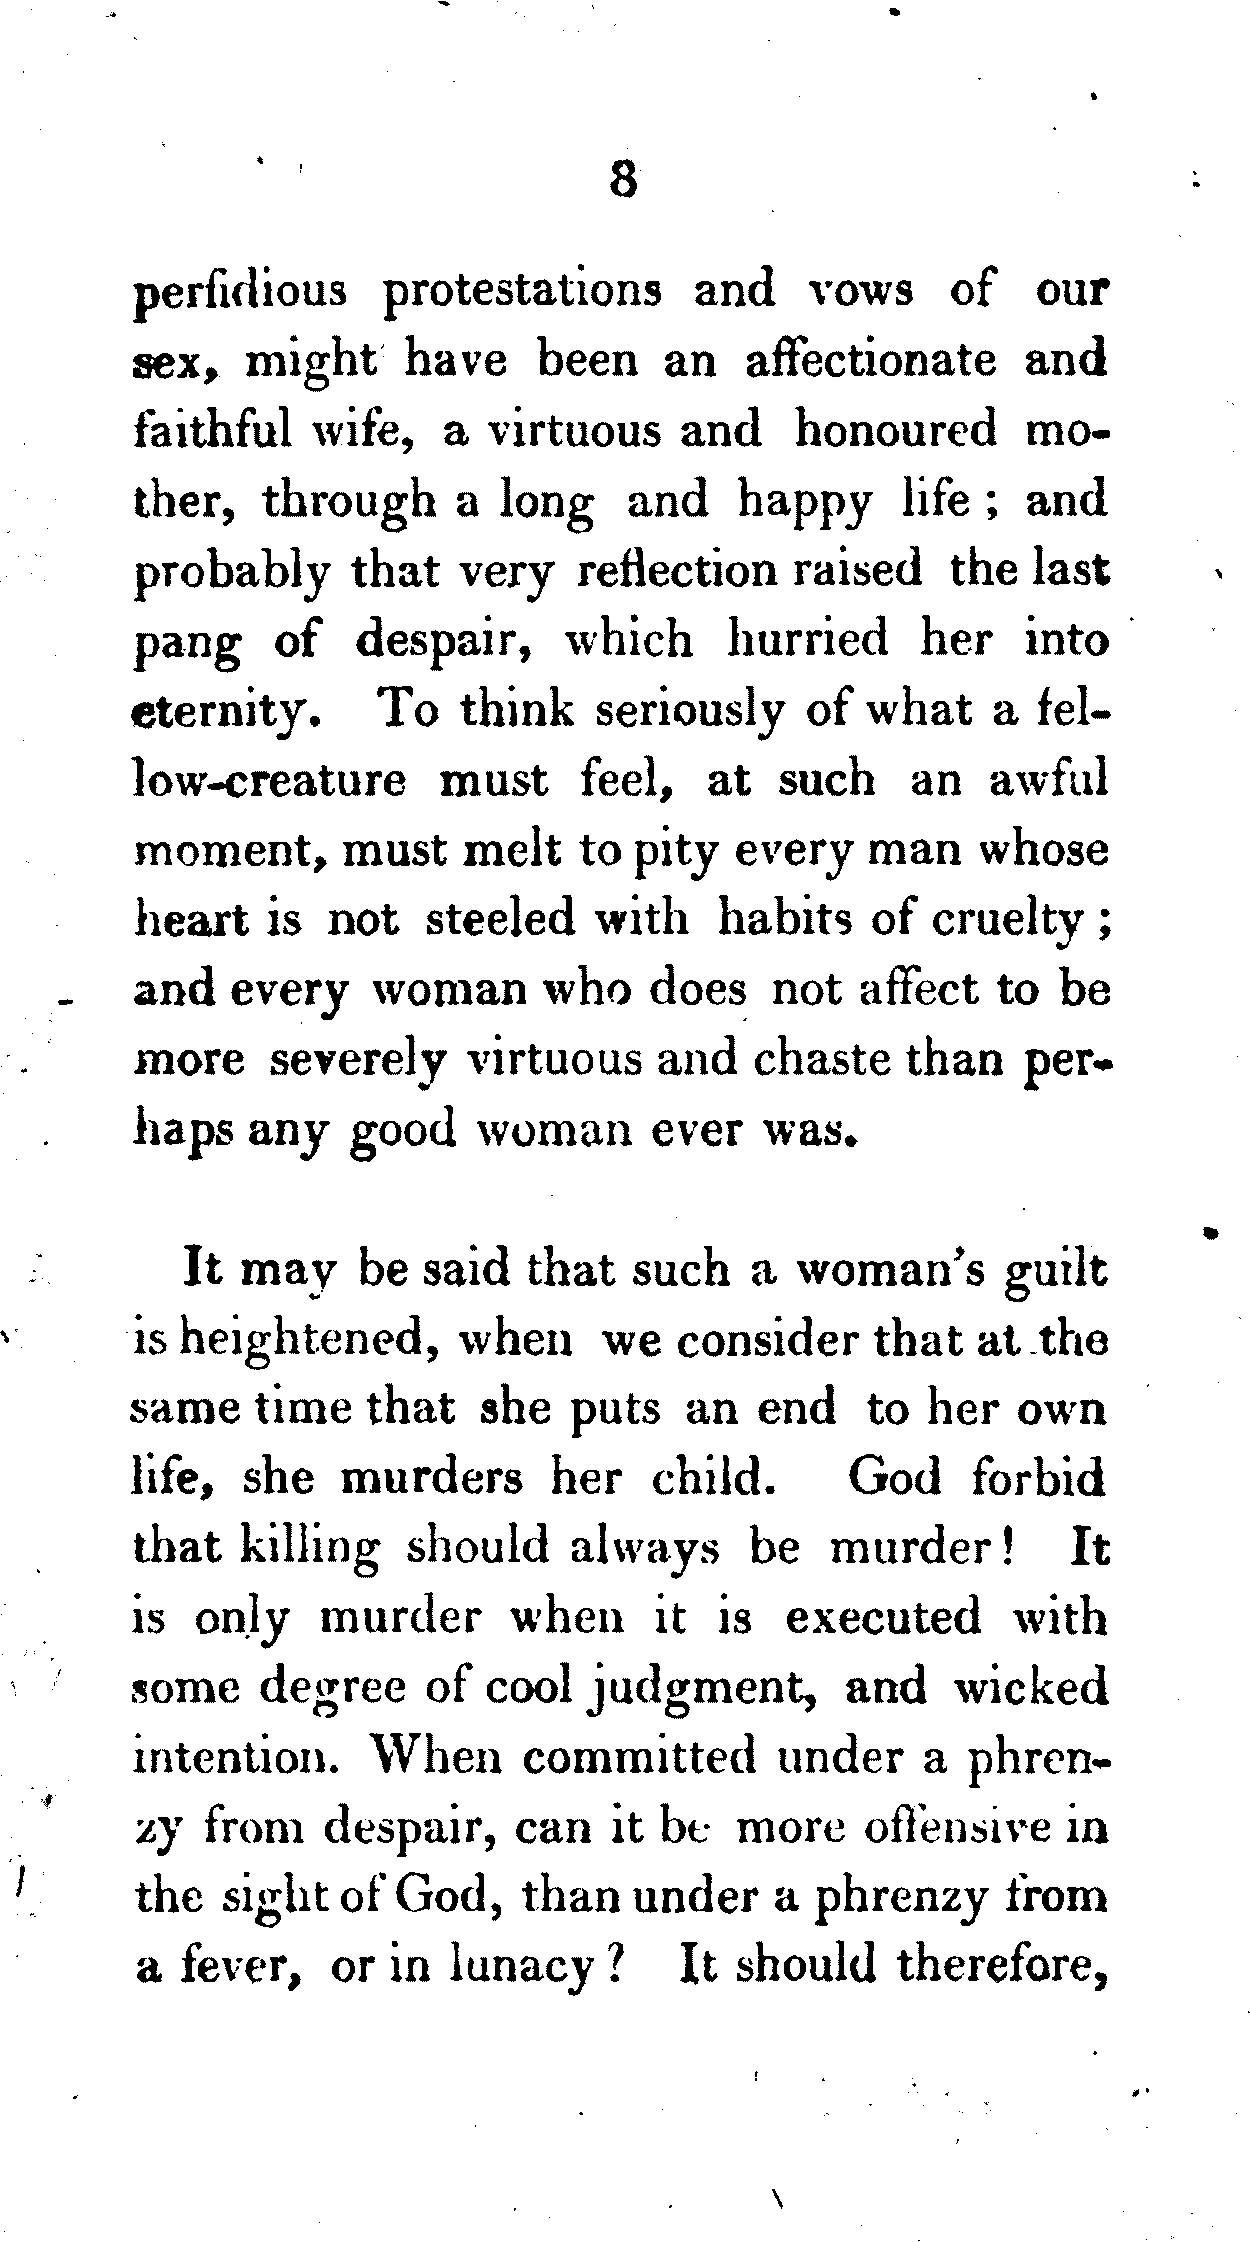 8
perfidious protestations and vows of our
sex, might have been an affectionate and
faithful wife, a virtuous and honoured mo-
ther, through a long and happy life ; and
probably that very reflection raised the last
pang of despair, which hurried her into
eternity. To think seriously of what a fel-
low-creature must feel, at such an awful
moment, must melt to pity every man whose
heart is not steeled with habits of cruelty ;
and every woman who does not affect to be
more severely virtuous and chaste than per-
haps any good woman ever was.
It may be said that such a woman's guilt
is heightened, when we consider that at the
same time that she puts an end to her own
life, she murders her child. God forbid
that killing should always be murder! It
is only murder when it is executed with
some degree of cool judgment, and wicked
intention. When committed under a phren-
zy from despair, can it be more offensive in
the sight of God, than under a phrenzy from
a fever, or in lunacy ? It should therefore,